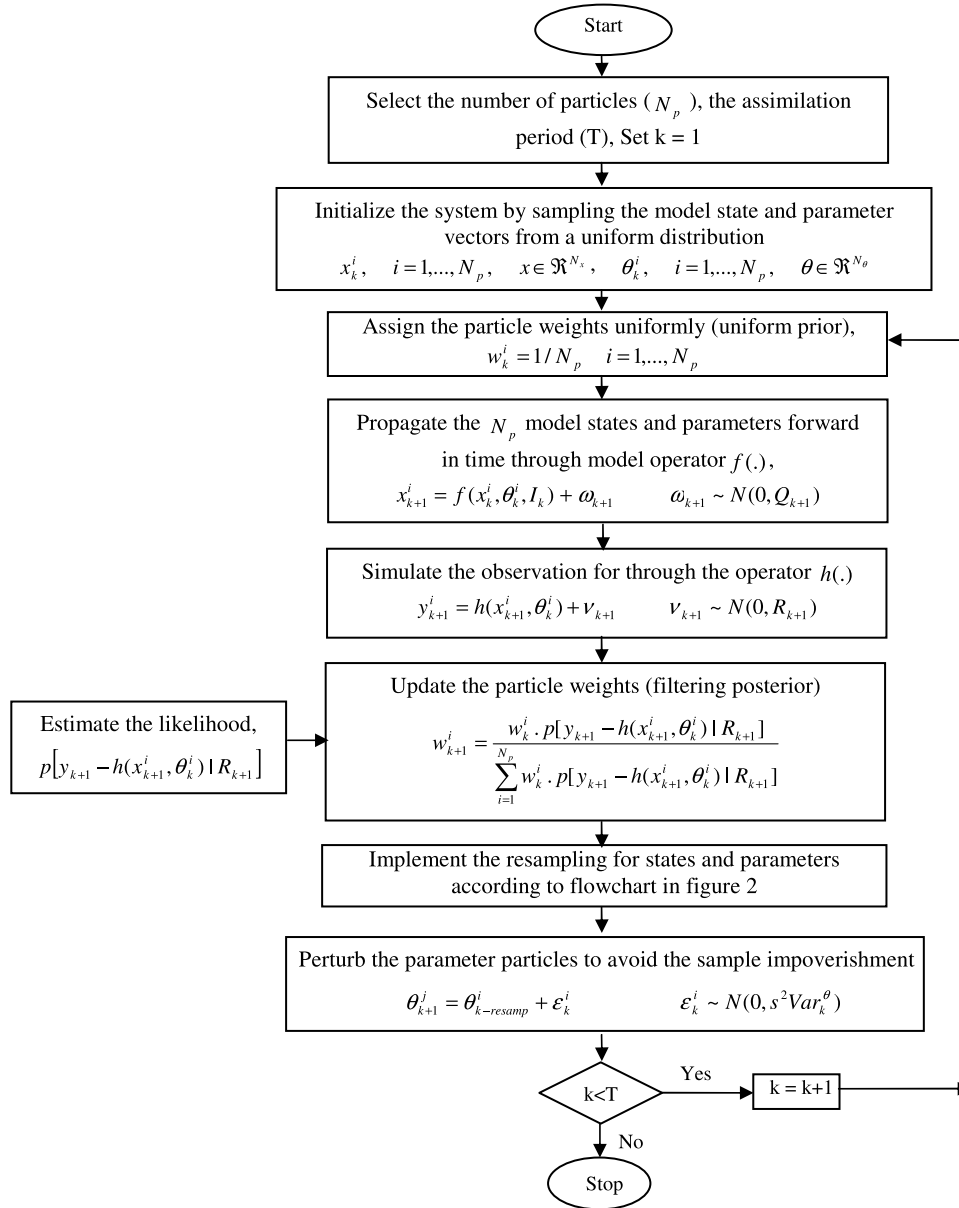 Start
Select the number of particles ( N_p ), the assimilation
period (T), Set k = 1
Initialize the system by sampling the model state and parameter
vectors from a uniform distribution
x_k^i, i = 1,..., N_p, x ∈ ℜ^{N_x}, θ_k^i, i = 1,..., N_p, θ ∈ ℜ^{N_θ}
Assign the particle weights uniformly (uniform prior),
w_k^i = 1 / N_p i = 1,..., N_p
Propagate the N_p model states and parameters forward
in time through model operator f(.),
x_{k+1}^i = f(x_k^i, θ_k^i, I_k) + ω_{k+1} ω_{k+1} ~ N(0, Q_{k+1})
Simulate the observation for through the operator h(.)
y_{k+1}^i = h(x_{k+1}^i, θ_k^i) + ν_{k+1} ν_{k+1} ~ N(0, R_{k+1})
Update the particle weights (filtering posterior)
w_{k+1}^i = \frac{w_k^i . p[y_{k+1} − h(x_{k+1}^i, θ_k^i) | R_{k+1}]}{\sum_{i=1}^{N_p} w_k^i . p[y_{k+1} − h(x_{k+1}^i, θ_k^i) | R_{k+1}]}
Estimate the likelihood,
p[y_{k+1} − h(x_{k+1}^i, θ_k^i) | R_{k+1}]
Implement the resampling for states and parameters
according to flowchart in figure 2
Perturb the parameter particles to avoid the sample impoverishment
θ_{k+1}^j = θ_{k−resamp}^i + ε_k^i ε_k^i ~ N(0, s^2 Var_k^θ)
k<T
Yes
k = k+1
No
Stop